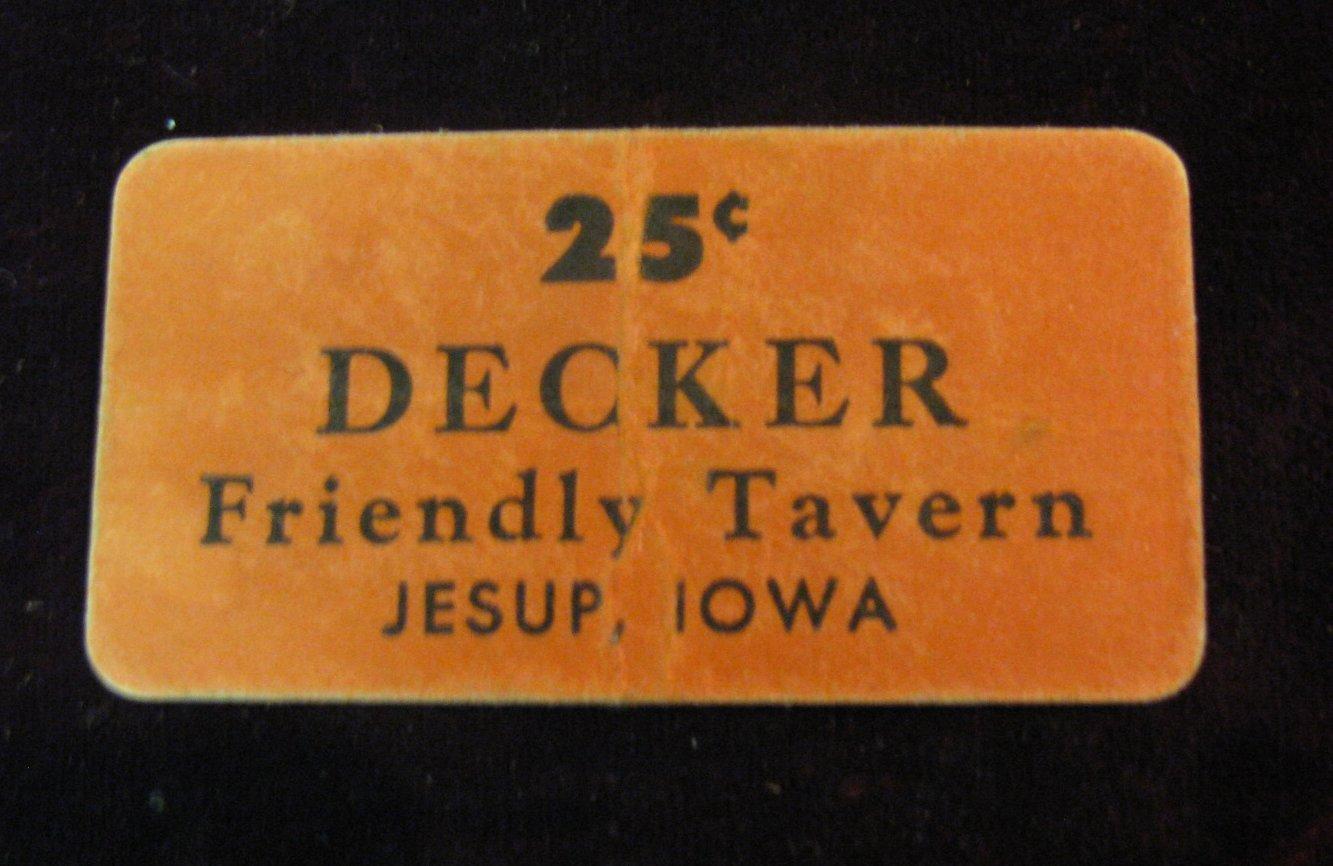 25¢
DECKER
Friendly Tavern
JESUP, IOWA